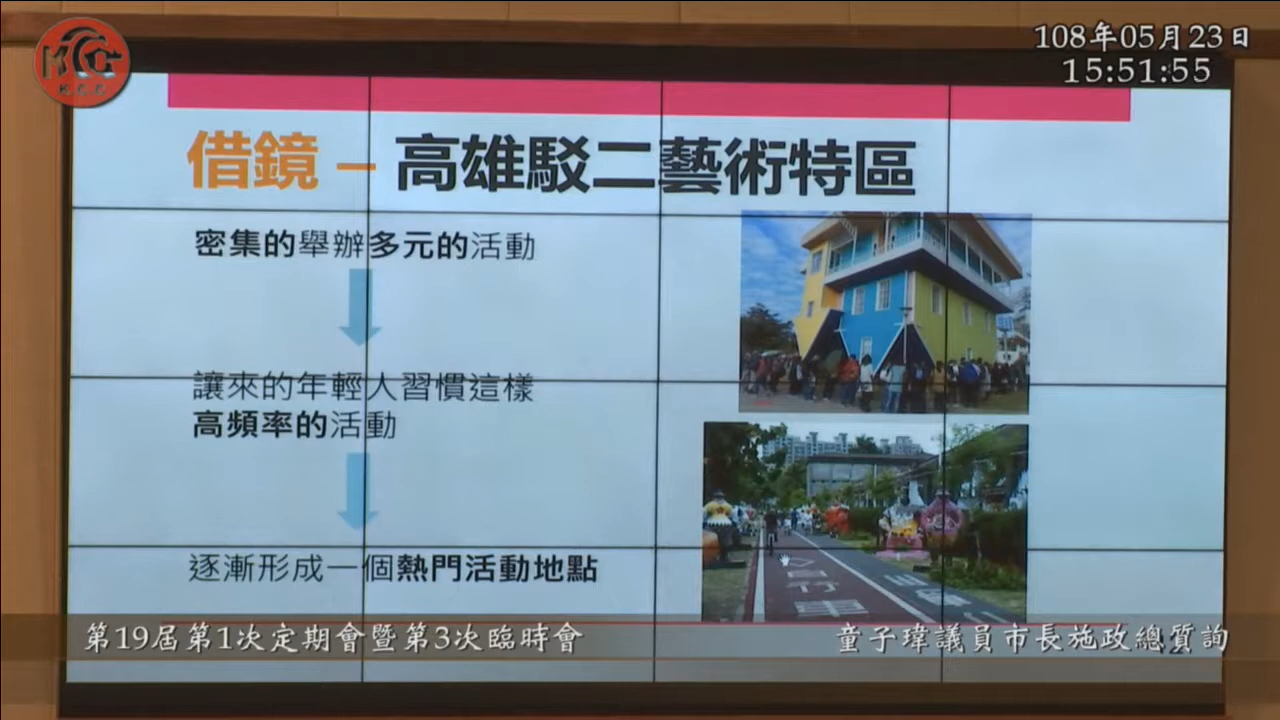 108年05月23日
15:51:55
K.C.C
借鏡 – 高雄駁二藝術特區
密集的舉辦多元的活動
讓來的年輕人習慣這樣
高頻率的活動
逐漸形成一個熱門活動地點
第19屆第1次定期會暨第3次臨時會
童子瑋議員市長施政總質詢